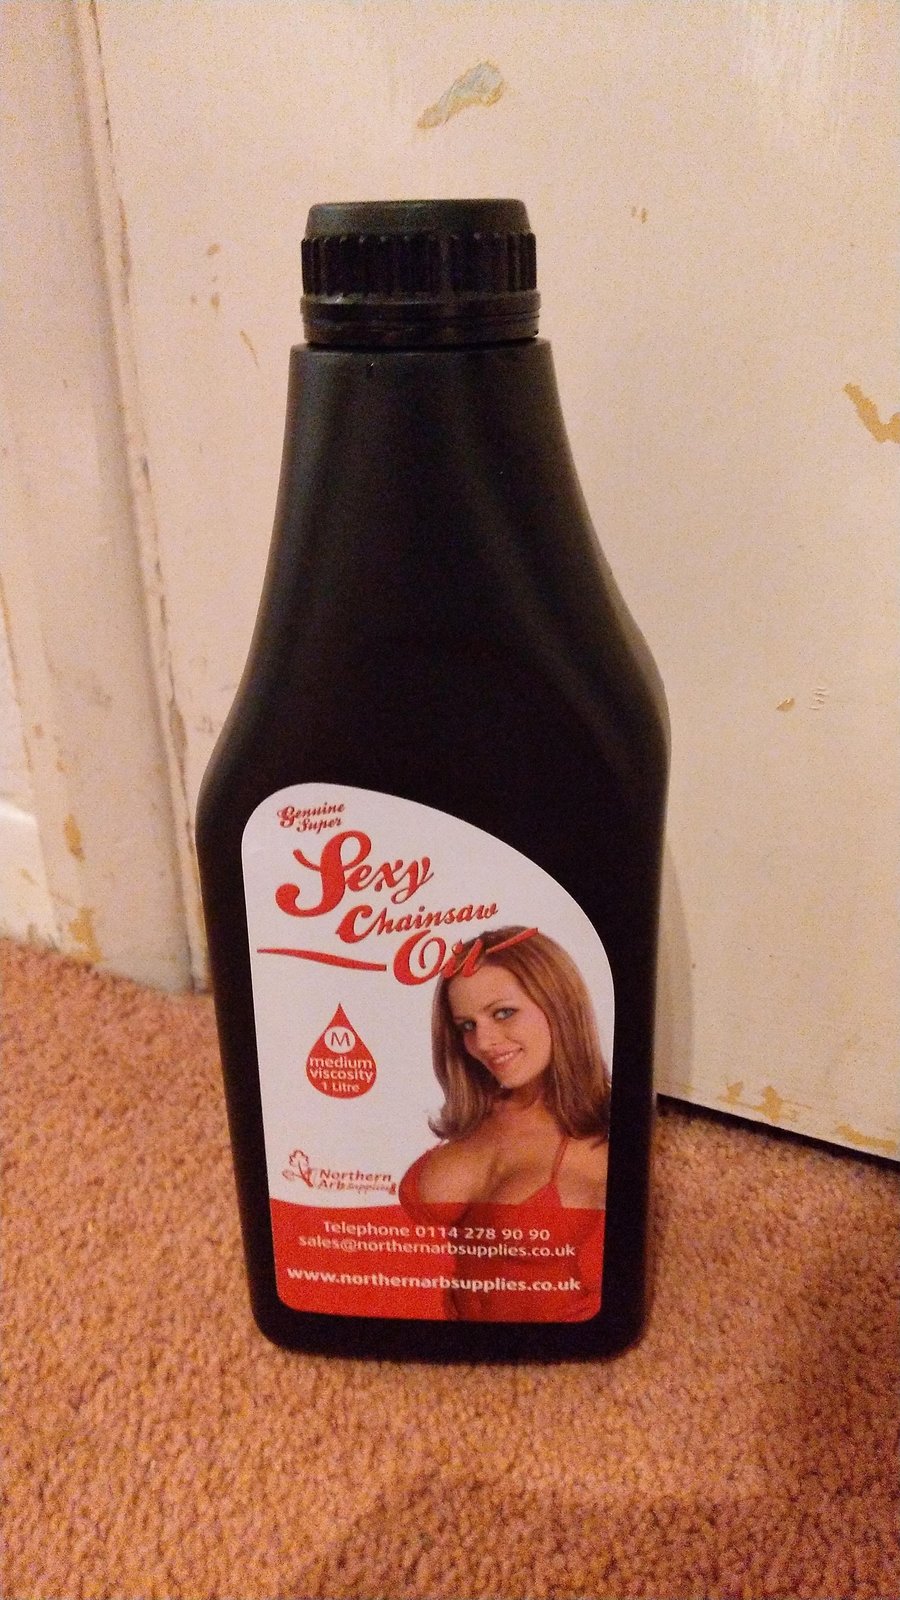 Genuine
Super
Sexy
Chainsaw
Oil
M
medium
viscosity
1 Litre
Northern
Arb Supplies
Telephone 0114 278 90 90
sales@northernarbsupplies.co.uk
www.northernarbsupplies.co.uk